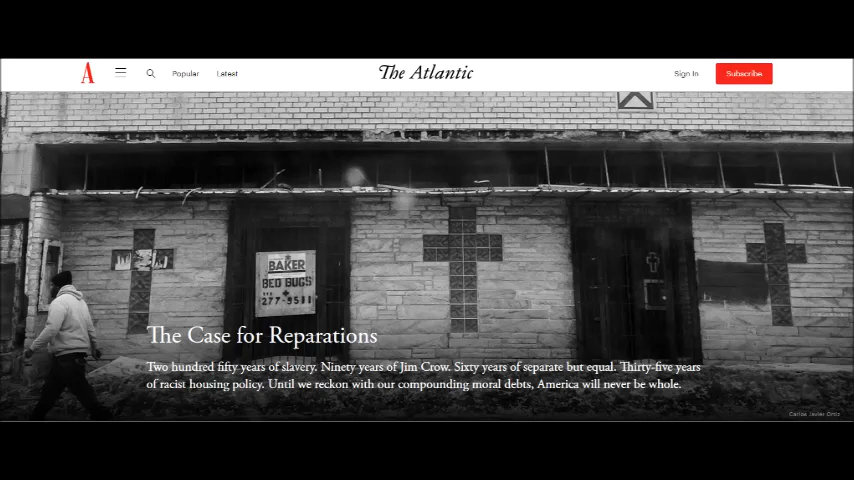 A Popular Latest The Atlantic Sign In Subscribe
BAKER
BED BUGS
277-9511
The Case for Reparations
Two hundred fifty years of slavery. Ninety years of Jim Crow. Sixty years of separate but equal. Thirty-five years
of racist housing policy. Until we reckon with our compounding moral debts, America will never be whole.
Carlos Javier Ortiz